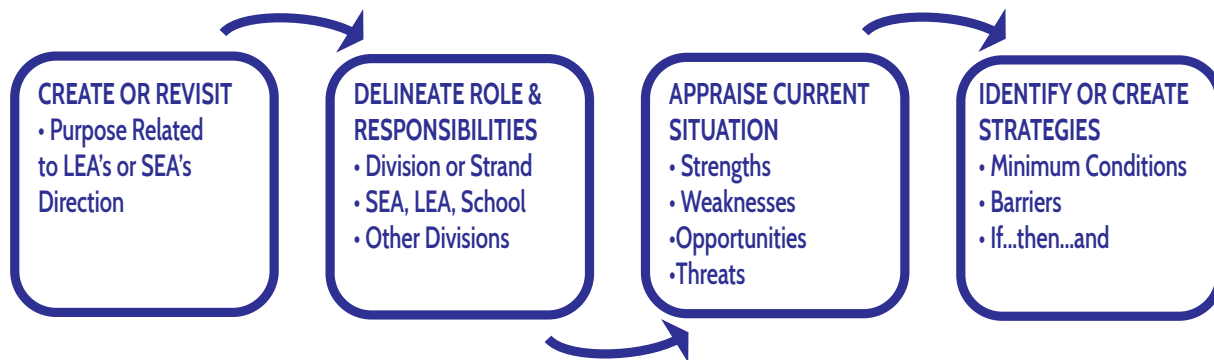 CREATE OR REVISIT
• Purpose Related
to LEA's or SEA's
Direction
DELINEATE ROLE &
RESPONSIBILITIES
• Division or Strand
• SEA, LEA, School
• Other Divisions
APPRAISE CURRENT
SITUATION
• Strengths
• Weaknesses
•Opportunities
•Threats
IDENTIFY OR CREATE
STRATEGIES
• Minimum Conditions
• Barriers
• If...then...and